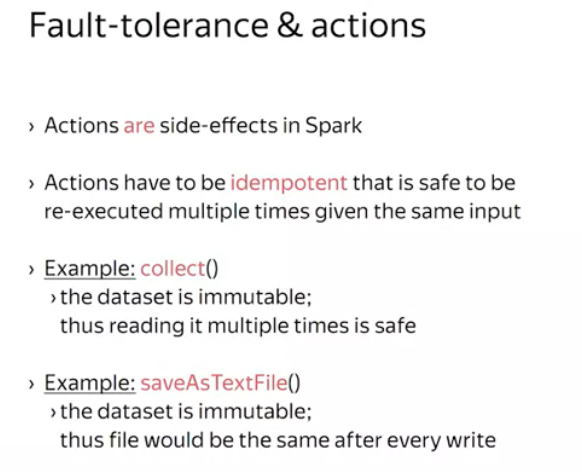 Fault-tolerance & actions
› Actions are side-effects in Spark
› Actions have to be idempotent that is safe to be
re-executed multiple times given the same input
› Example: collect()
› the dataset is immutable;
thus reading it multiple times is safe
› Example: saveAsTextFile()
› the dataset is immutable;
thus file would be the same after every write